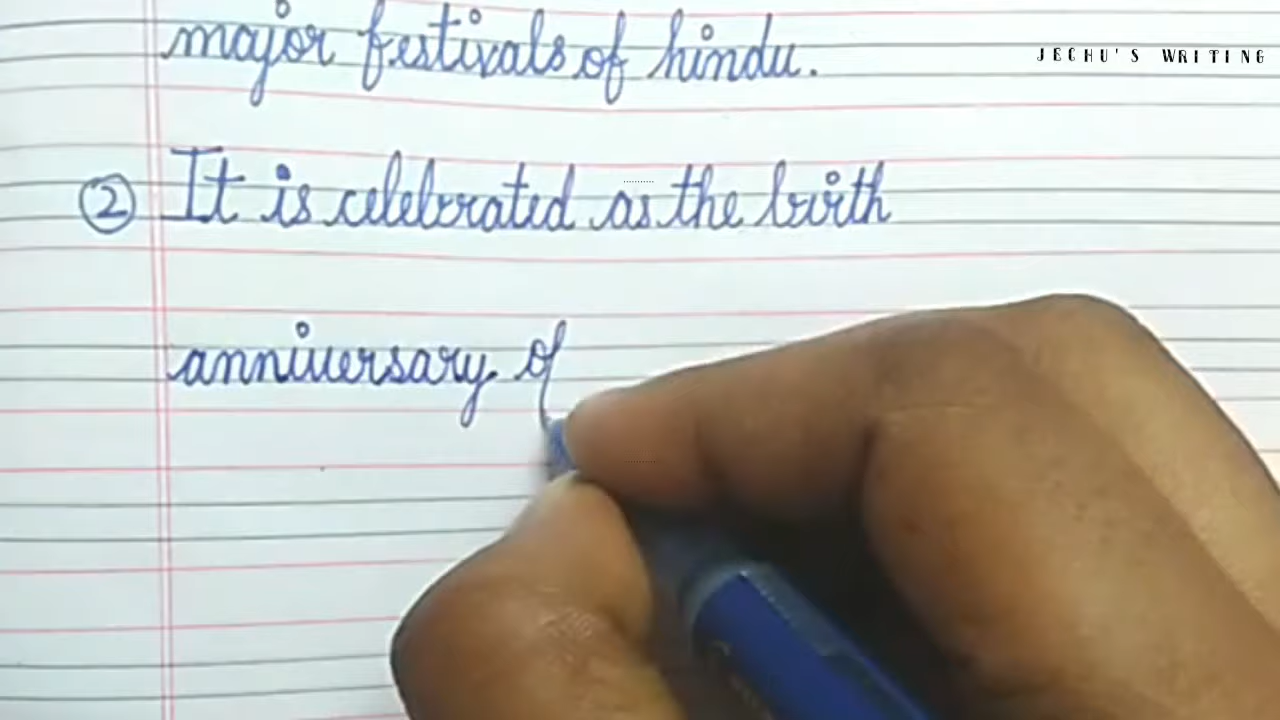 major festivals of hindu.
JECHU'S WRITING
② It is celebrated as the birth
anniversary of